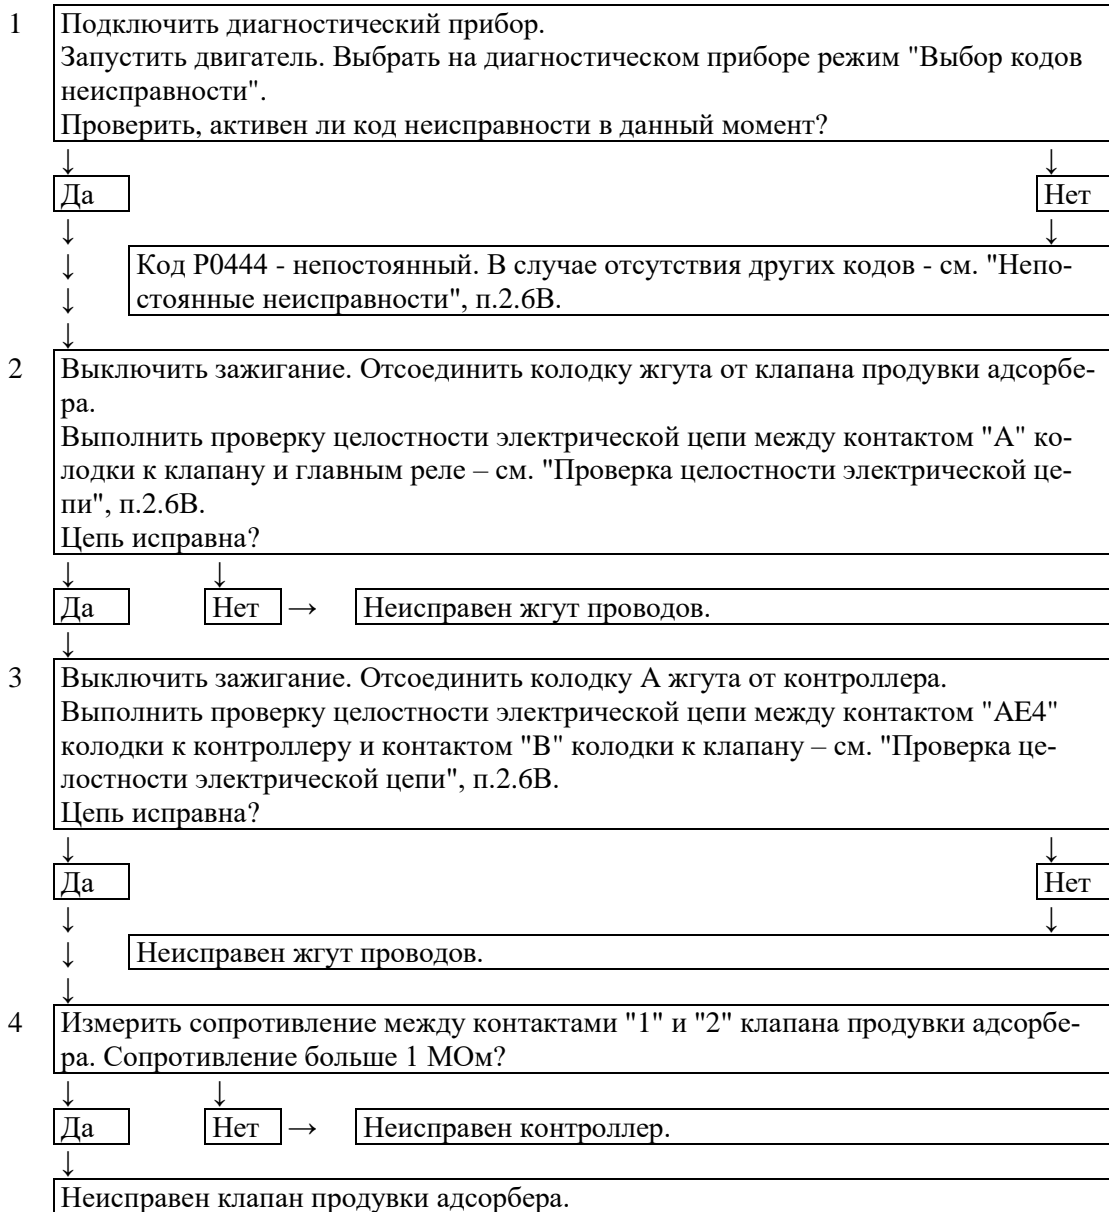 1 Подключить диагностический прибор.
Запустить двигатель. Выбрать на диагностическом приборе режим "Выбор кодов
неисправности".
Проверить, активен ли код неисправности в данный момент?
↓ ↓
Да Нет
↓ ↓
↓ Код P0444 - непостоянный. В случае отсутствия других кодов - см. "Непо-
↓ стоянные неисправности", п.2.6В.
↓
2 Выключить зажигание. Отсоединить колодку жгута от клапана продувки адсорбе-
ра.
Выполнить проверку целостности электрической цепи между контактом "А" ко-
лодки к клапану и главным реле – см. "Проверка целостности электрической це-
пи", п.2.6В.
Цепь исправна?
↓ ↓
Да Нет → Неисправен жгут проводов.
↓
3 Выключить зажигание. Отсоединить колодку А жгута от контроллера.
Выполнить проверку целостности электрической цепи между контактом "АЕ4"
колодки к контроллеру и контактом "В" колодки к клапану – см. "Проверка це-
лостности электрической цепи", п.2.6В.
Цепь исправна?
↓ ↓
Да Нет
↓ ↓
↓ Неисправен жгут проводов.
↓
4 Измерить сопротивление между контактами "1" и "2" клапана продувки адсорбе-
ра. Сопротивление больше 1 МОм?
↓ ↓
Да Нет → Неисправен контроллер.
↓
Неисправен клапан продувки адсорбера.